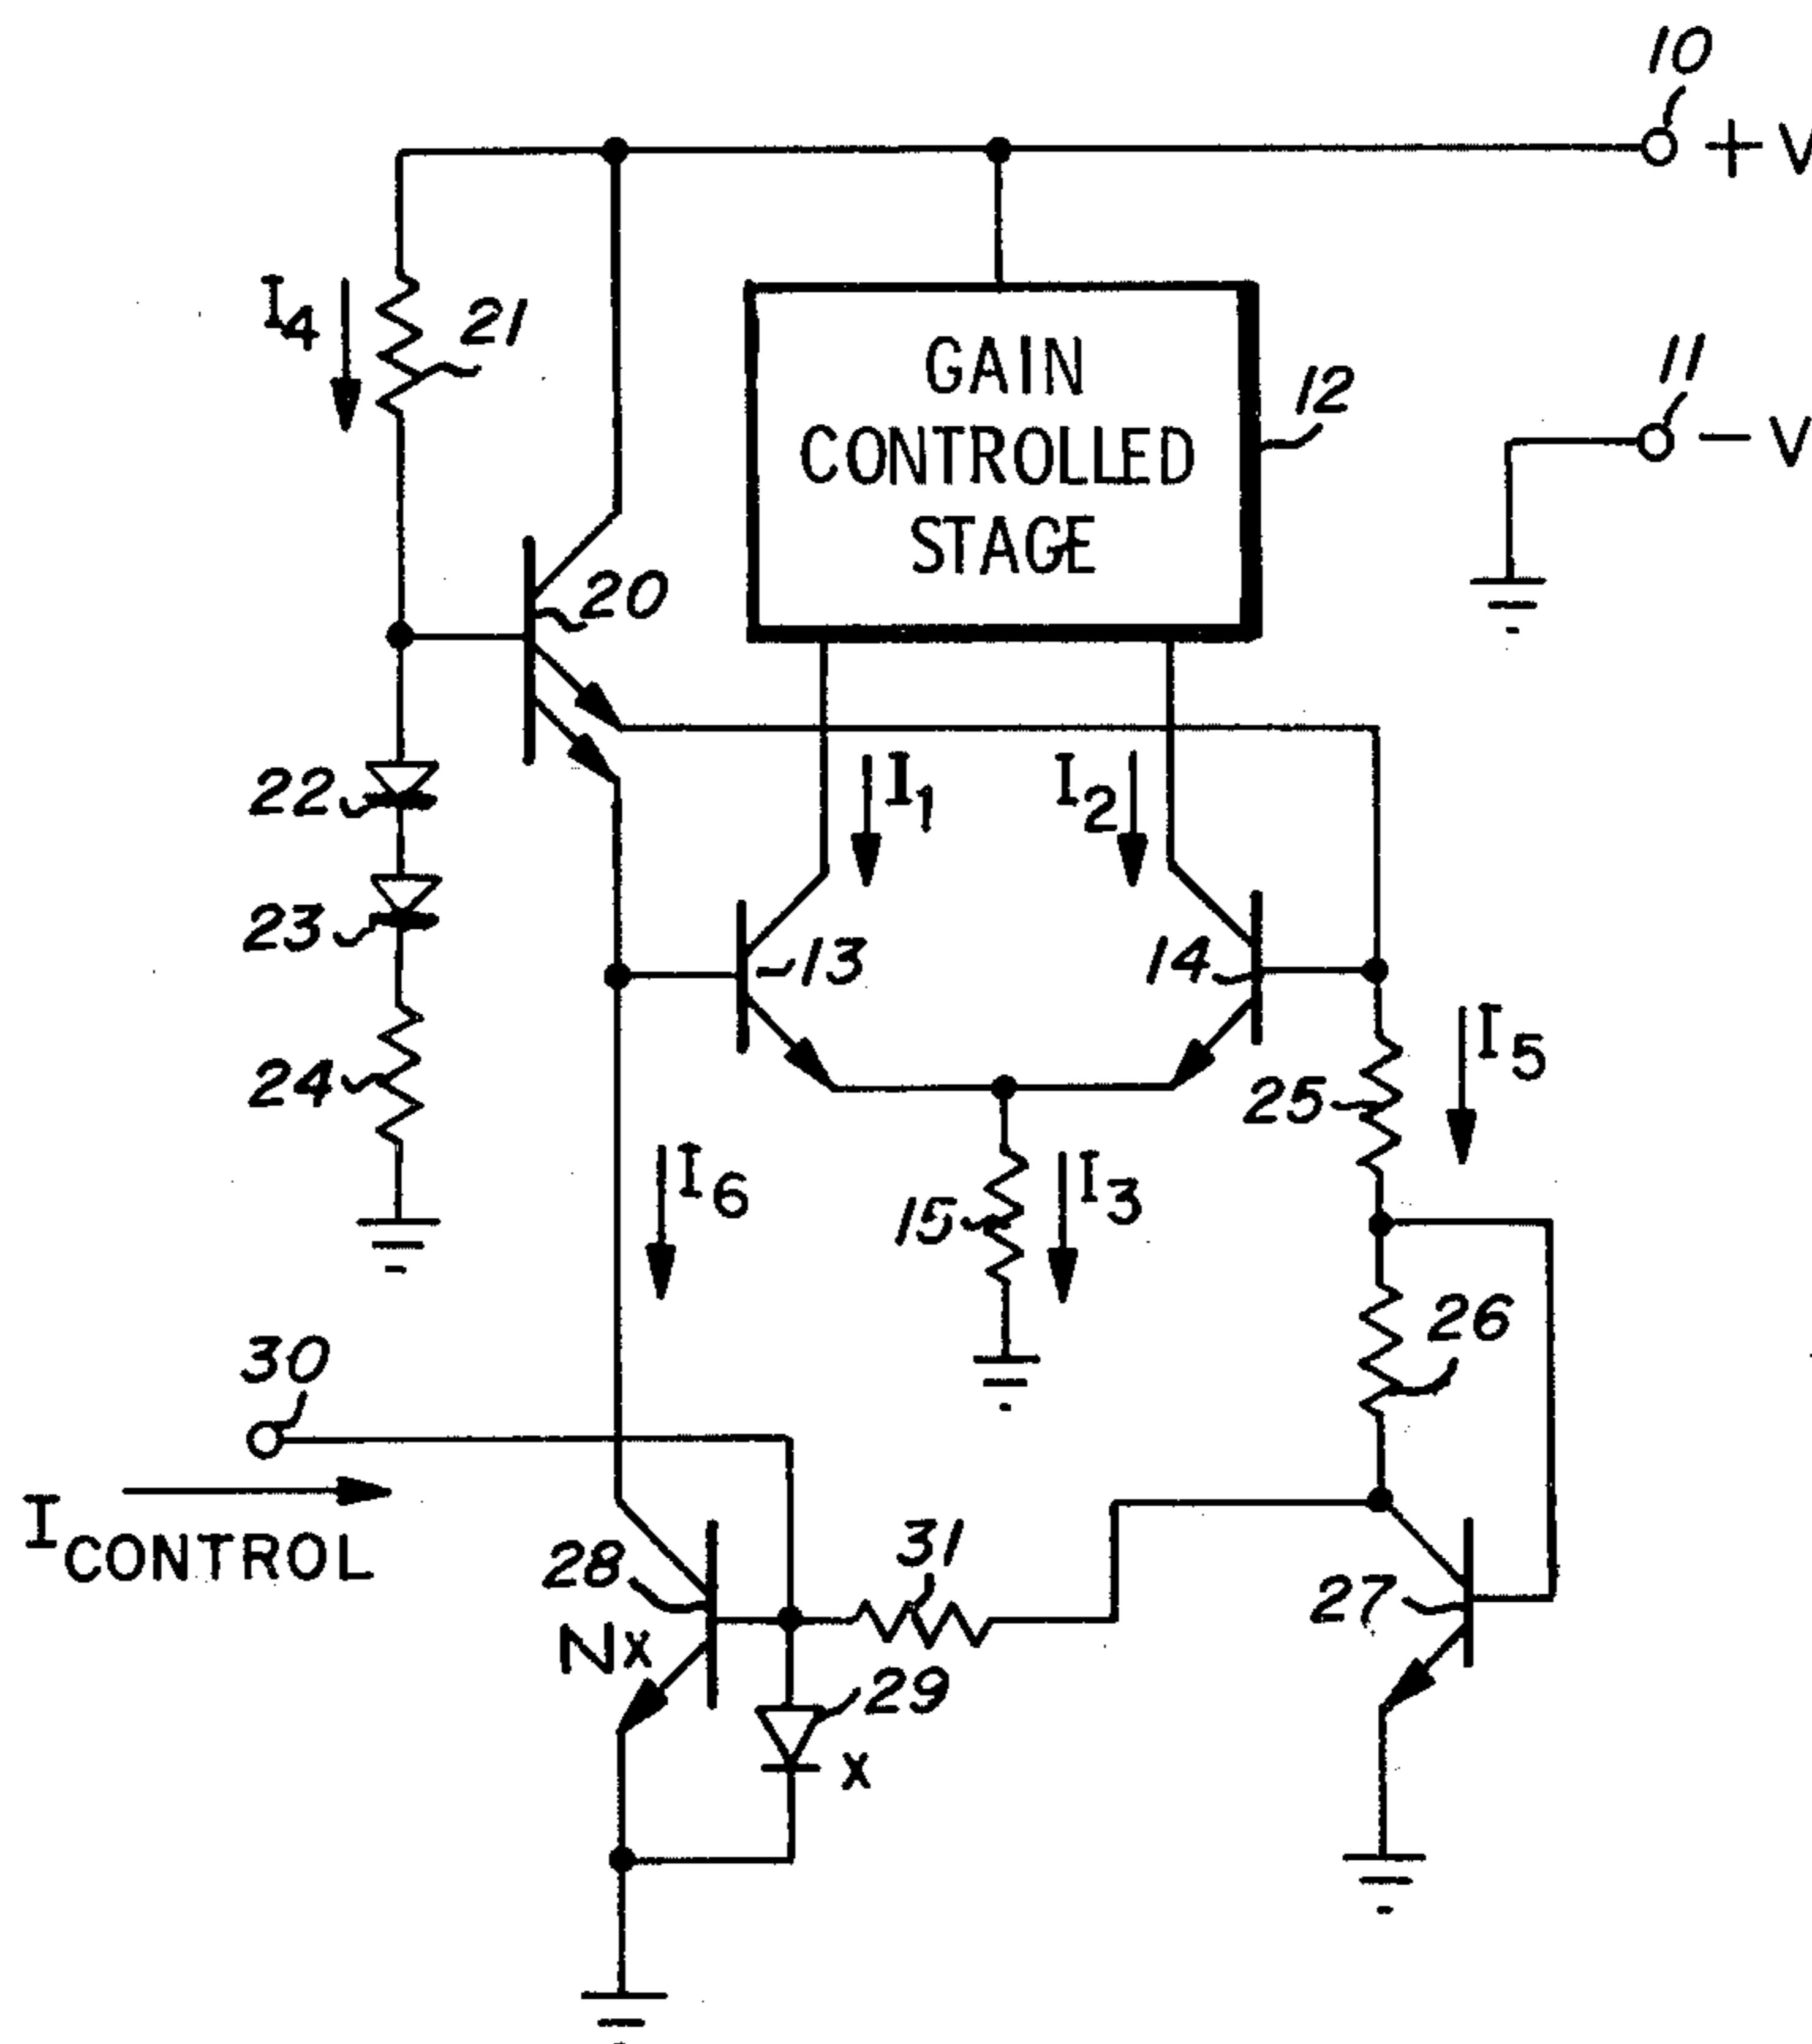 10
+V
I4
21
GAIN
CONTROLLED
STAGE
12
11
-V
20
22
I1
I2
23
13
14
24
25
I5
I6
15
I3
30
26
ICONTROL
28
31
27
NX
29
X